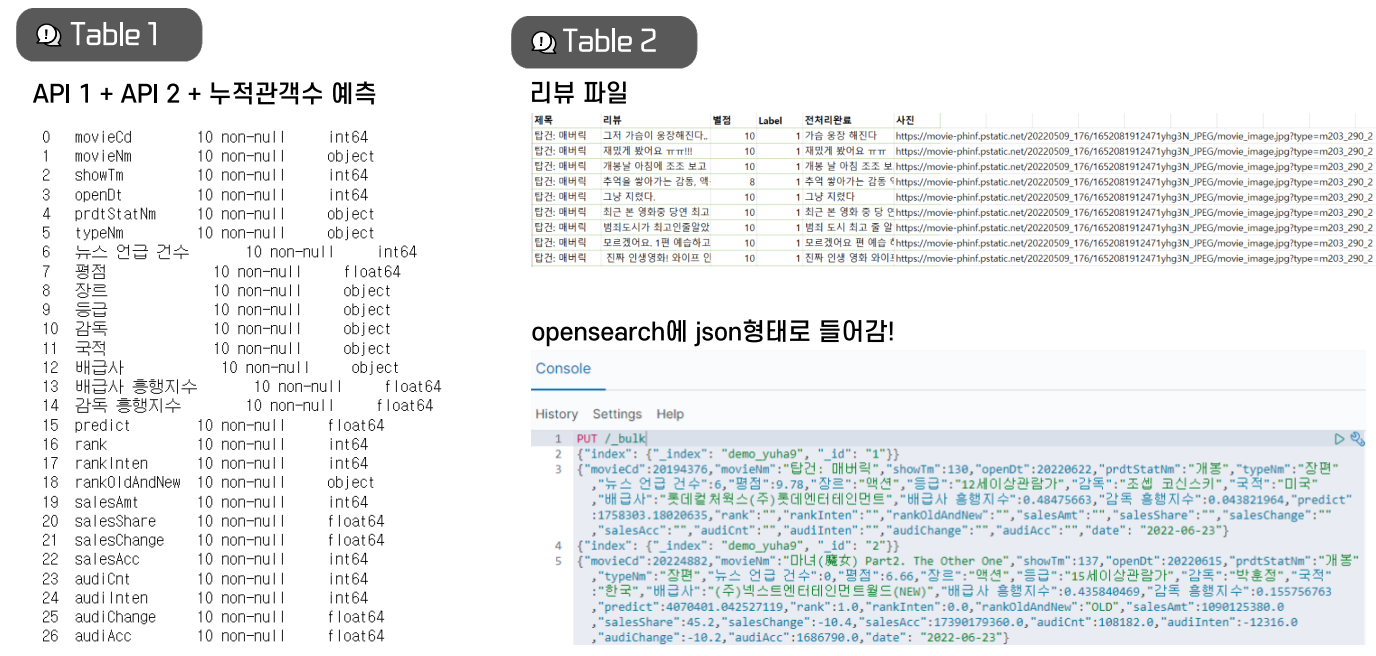 Table 1
API 1 + API 2 + 누적관객수 예측
0 movieCd 10 non-null int64
1 movieNm 10 non-null object
2 showTm 10 non-null int64
3 openDt 10 non-null int64
4 prdtStatNm 10 non-null object
5 typeNm 10 non-null object
6 뉴스 언급 건수 10 non-null int64
7 평점 10 non-null float64
8 장르 10 non-null object
9 등급 10 non-null object
10 감독 10 non-null object
11 국적 10 non-null object
12 배급사 10 non-null object
13 배급사 흥행지수 10 non-null float64
14 감독 흥행지수 10 non-null float64
15 predict 10 non-null float64
16 rank 10 non-null int64
17 rankInten 10 non-null int64
18 rankOldAndNew 10 non-null object
19 salesAmt 10 non-null int64
20 salesShare 10 non-null float64
21 salesChange 10 non-null float64
22 salesAcc 10 non-null int64
23 audiCnt 10 non-null int64
24 audiInten 10 non-null int64
25 audiChange 10 non-null float64
26 audiAcc 10 non-null int64
Table 2
리뷰 파일
제목 리뷰 별점 Label 전처리완료 사진
탑건: 매버릭 그저 가슴이 웅장해진다.. 10 1 가슴 웅장 해진다 https://movie-phinf.pstatic.net/20220509_176/1652081912471yhg3N_JPEG/movie_image.jpg?type=m203_290_2
탑건: 매버릭 재밌게 봤어요 ㅠㅠ!!! 10 1 재밌게 봤어요 ㅠㅠ https://movie-phinf.pstatic.net/20220509_176/1652081912471yhg3N_JPEG/movie_image.jpg?type=m203_290_2
탑건: 매버릭 개봉날 아침에 조조 보고 10 1 개봉 날 아침 조조 보 https://movie-phinf.pstatic.net/20220509_176/1652081912471yhg3N_JPEG/movie_image.jpg?type=m203_290_2
탑건: 매버릭 추억을 쌓아가는 감동, 액 8 1 추억 쌓아가는 감동 https://movie-phinf.pstatic.net/20220509_176/1652081912471yhg3N_JPEG/movie_image.jpg?type=m203_290_2
탑건: 매버릭 그냥 지렸다. 10 1 그냥 지렸다 https://movie-phinf.pstatic.net/20220509_176/1652081912471yhg3N_JPEG/movie_image.jpg?type=m203_290_2
탑건: 매버릭 최근 본 영화중 당연 최고 10 1 최근 본 영화 중 당 연 https://movie-phinf.pstatic.net/20220509_176/1652081912471yhg3N_JPEG/movie_image.jpg?type=m203_290_2
탑건: 매버릭 범죄도시가 최고인줄알았 10 1 범죄 도시 최고 줄 알 https://movie-phinf.pstatic.net/20220509_176/1652081912471yhg3N_JPEG/movie_image.jpg?type=m203_290_2
탑건: 매버릭 모르겠어요. 1편 예습하고 10 1 모르겠어요 편 예습 https://movie-phinf.pstatic.net/20220509_176/1652081912471yhg3N_JPEG/movie_image.jpg?type=m203_290_2
탑건: 매버릭 진짜 인생영화! 와이프 인 10 1 진짜 인생 영화 와이프 https://movie-phinf.pstatic.net/20220509_176/1652081912471yhg3N_JPEG/movie_image.jpg?type=m203_290_2
opensearch에 json형태로 들어감!
Console
History Settings Help
1 PUT /_bulk
2 {"index": {"_index": "demo_yuha9", "_id": "1"}}
3 {"movieCd":20194376,"movieNm":"탑건: 매버릭","showTm":130,"openDt":20220622,"prdtStatNm":"개봉","typeNm":"장편"
,"뉴스 언급 건수":6,"평점":9.78,"장르":"액션","등급":"12세이상관람가","감독":"조셉 코신스키","국적":"미국"
,"배급사":"롯데컬처웍스(주)롯데엔터테인먼트","배급사 흥행지수":0.48475663,"감독 흥행지수":0.043821964,"predict"
:1758303.18020635,"rank":"","rankInten":"","rankOldAndNew":"","salesAmt":"","salesShare":"","salesChange":""
,"salesAcc":"","audiCnt":"","audiInten":"","audiChange":"","audiAcc":"","date": "2022-06-23"}
4 {"index": {"_index": "demo_yuha9", "_id": "2"}}
5 {"movieCd":20224882,"movieNm":"마녀(魔女) Part2. The Other One","showTm":137,"openDt":20220615,"prdtStatNm":"개봉"
,"typeNm":"장편","뉴스 언급 건수":0,"평점":6.66,"장르":"액션","등급":"15세이상관람가","감독":"박훈정","국적"
:"한국","배급사":"(주)넥스트엔터테인먼트월드(NEW)","배급사 흥행지수":0.435840469,"감독 흥행지수":0.155756763
,"predict":4070401.042527119,"rank":1.0,"rankInten":0.0,"rankOldAndNew":"OLD","salesAmt":1090125380.0
,"salesShare":45.2,"salesChange":-10.4,"salesAcc":17390179360.0,"audiCnt":108182.0,"audiInten":-12316.0
,"audiChange":-10.2,"audiAcc":1686790.0,"date": "2022-06-23"}